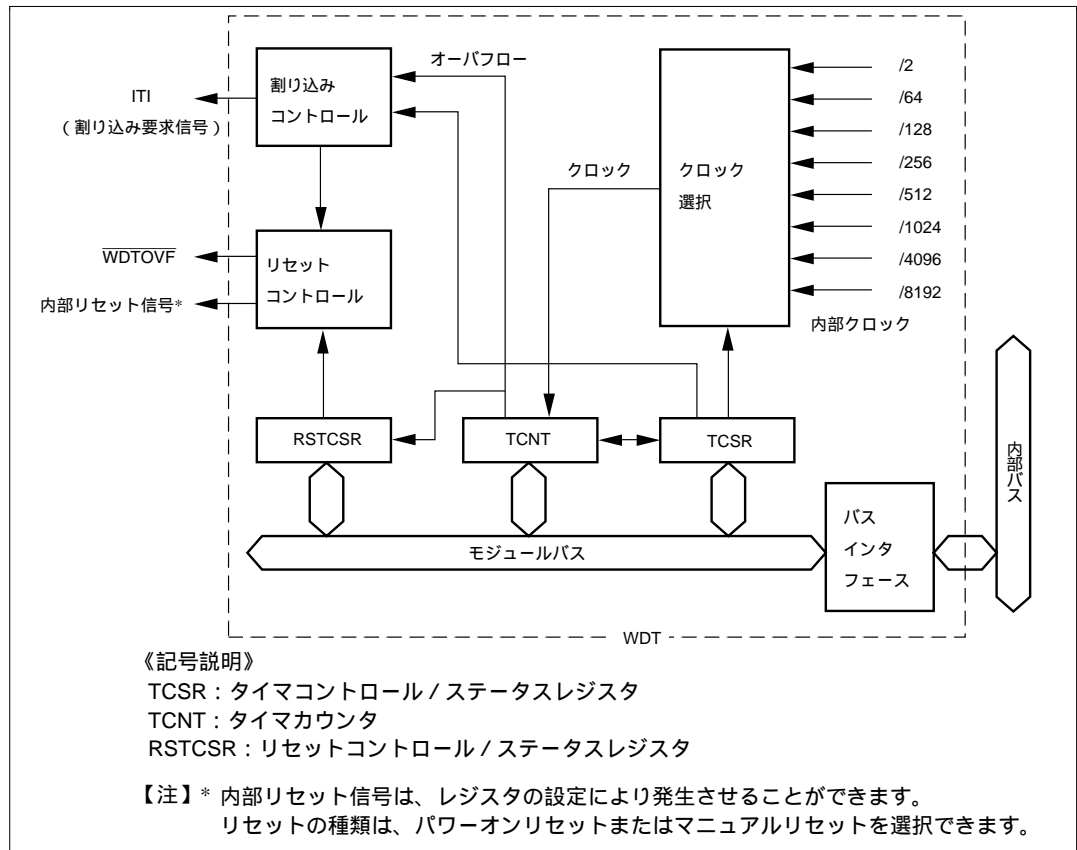 オーバフロー
割り込み
コントロール
ITI
（割り込み要求信号）
/2
/64
/128
/256
/512
/1024
/4096
/8192
クロック
クロック
選択
WDTOVF
内部リセット信号*
リセット
コントロール
内部クロック
RSTCSR
TCNT
TCSR
内部バス
バス
インタ
フェース
モジュールバス
WDT
《記号説明》
TCSR：タイマコントロール / ステータスレジスタ
TCNT：タイマカウンタ
RSTCSR：リセットコントロール / ステータスレジスタ
【注】* 内部リセット信号は、レジスタの設定により発生させることができます。
リセットの種類は、パワーオンリセットまたはマニュアルリセットを選択できます。